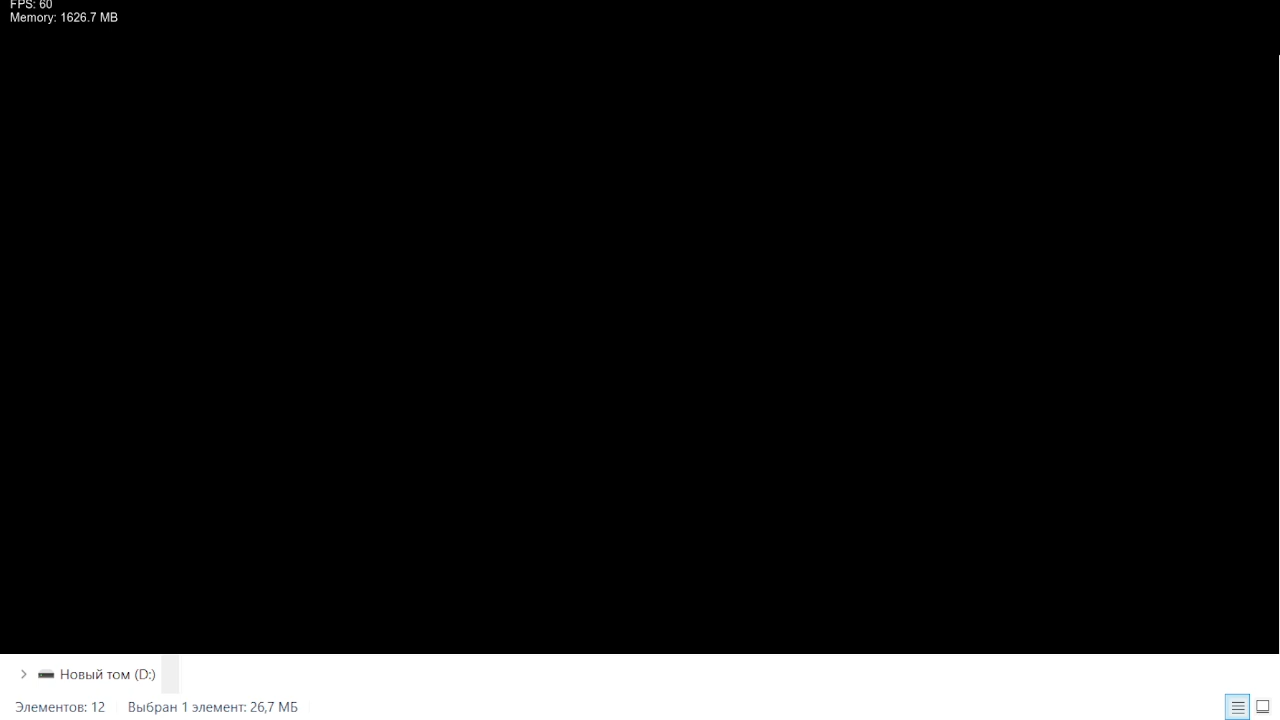 FPS: 60
Memory: 1626.7 MB
Новый том (D:)
Элементов: 12 Выбран 1 элемент: 26,7 МБ